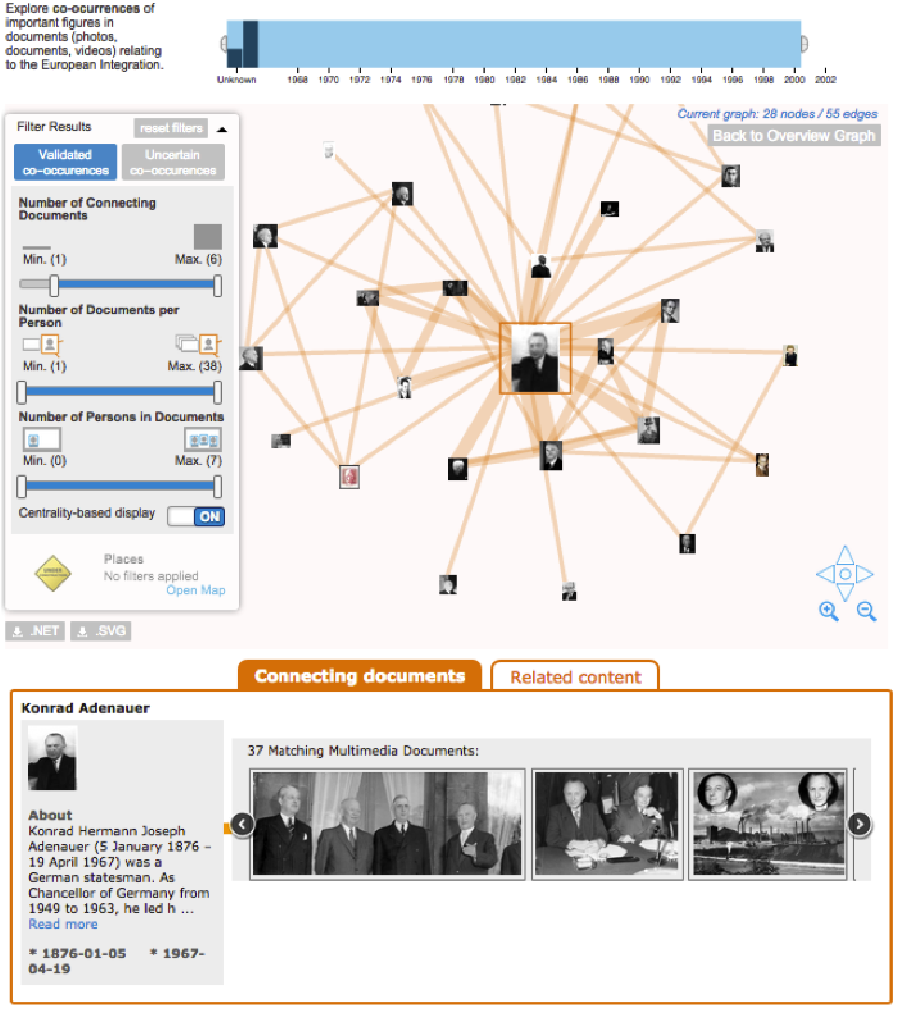 Explore co-ocurrences of
important figures in
documents (photos,
documents, videos) relating
to the European Integration.
Unknown 1968 1970 1972 1974 1976 1978 1980 1982 1984 1986 1988 1990 1992 1994 1996 1998 2000 2002
Current graph: 28 nodes / 55 edges
Back to Overview Graph
Filter Results reset filters
Validated
co-occurences
Uncertain
co-occurences
Number of Connecting
Documents
Min. (1) Max. (6)
Number of Documents per
Person
Min. (1) Max. (38)
Number of Persons in Documents
Min. (0) Max. (7)
Centrality-based display ON
Places
No filters applied
Open Map
.NET .SVG
Connecting documents Related content
Konrad Adenauer
37 Matching Multimedia Documents:
About
Konrad Hermann Joseph
Adenauer (5 January 1876 –
19 April 1967) was a
German statesman. As
Chancellor of Germany from
1949 to 1963, he led h ...
Read more
* 1876-01-05 * 1967-
04-19